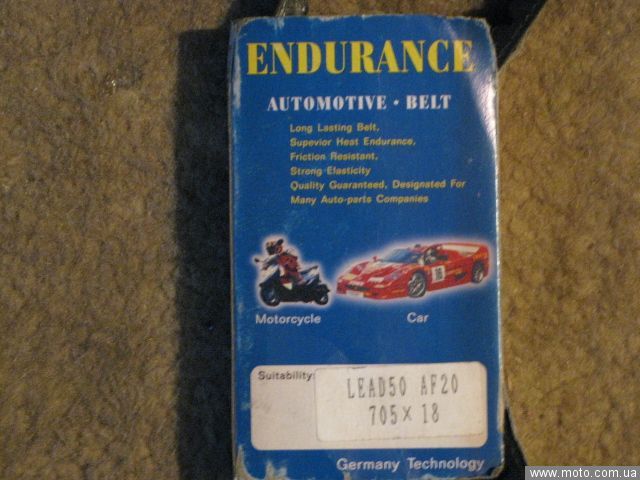 ENDURANCE
AUTOMOTIVE • BELT
Long Lasting Belt,
Supevior Heat Endurance,
Friction Resistant,
Strong Elasticity
Quality Guaranteed, Designated For
Many Auto-parts Companies
16
Motorcycle Car
Suitability:
LEAD50 AF20
705 × 18
Germany Technology
www.moto.com.ua